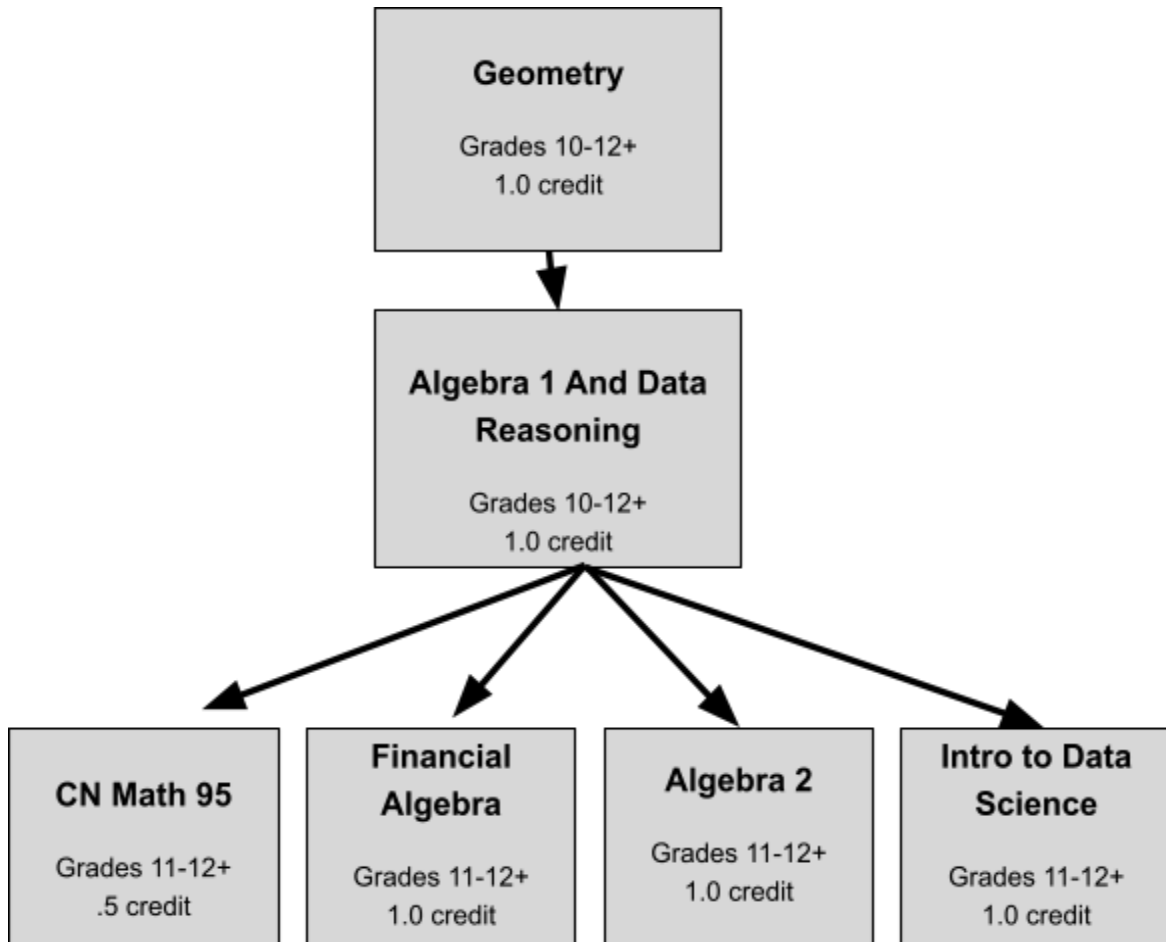 Geometry
Grades 10-12+
1.0 credit
Algebra 1 And Data
Reasoning
Grades 10-12+
1.0 credit
CN Math 95
Grades 11-12+
.5 credit
Financial
Algebra
Grades 11-12+
1.0 credit
Algebra 2
Grades 11-12+
1.0 credit
Intro to Data
Science
Grades 11-12+
1.0 credit